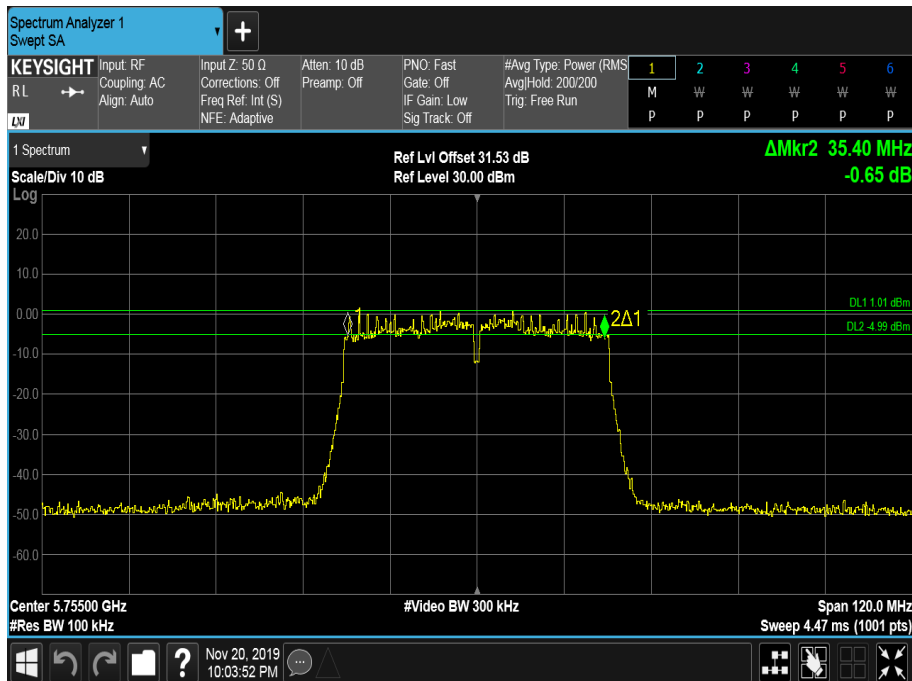 Spectrum Analyzer 1
Swept SA
+
KEYSIGHT
RL
LXI
Input: RF
Coupling: AC
Align: Auto
Input Z: 50 Ω
Corrections: Off
Freq Ref: Int (S)
NFE: Adaptive
Atten: 10 dB
Preamp: Off
PNO: Fast
Gate: Off
IF Gain: Low
Sig Track: Off
#Avg Type: Power (RMS
Avg|Hold: 200/200
Trig: Free Run
1 2 3 4 5 6
M W W W W W
P P P P P P
1 Spectrum
Scale/Div 10 dB
Ref Lvl Offset 31.53 dB
Ref Level 30.00 dBm
ΔMkr2 35.40 MHz
-0.65 dB
Log
20.0
10.0
0.00
-10.0
-20.0
-30.0
-40.0
-50.0
-60.0
DL1 1.01 dBm
DL2 -4.99 dBm
1
2Δ1
Center 5.75500 GHz
#Video BW 300 kHz
Span 120.0 MHz
#Res BW 100 kHz
Sweep 4.47 ms (1001 pts)
?
Nov 20, 2019
10:03:52 PM